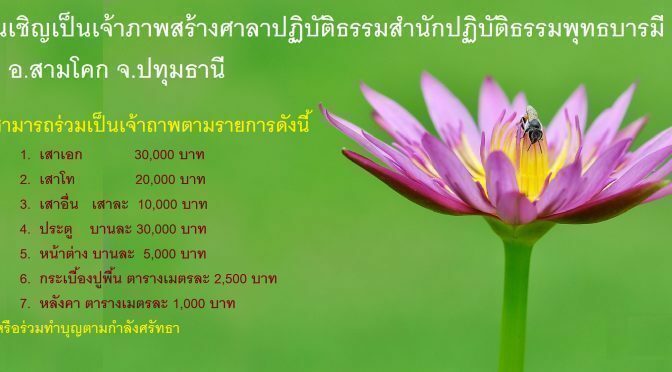 นเชิญเป็นเจ้าภาพสร้างศาลาปฏิบัติธรรมสำนักปฏิบัติธรรมพุทธบารมี
อ.สามโคก จ.ปทุมธานี
สามารถร่วมเป็นเจ้าถาพตามรายการดังนี้
1. เสาเอก 30,000 บาท
2. เสาโท 20,000 บาท
3. เสาอื่น เสาละ 10,000 บาท
4. ประตู บานละ 30,000 บาท
5. หน้าต่าง บานละ 5,000 บาท
6. กระเบื้องปูพื้น ตารางเมตรละ 2,500 บาท
7. หลังคา ตารางเมตรละ 1,000 บาท
หรือร่วมทำบุญตามกำลังศรัทธา